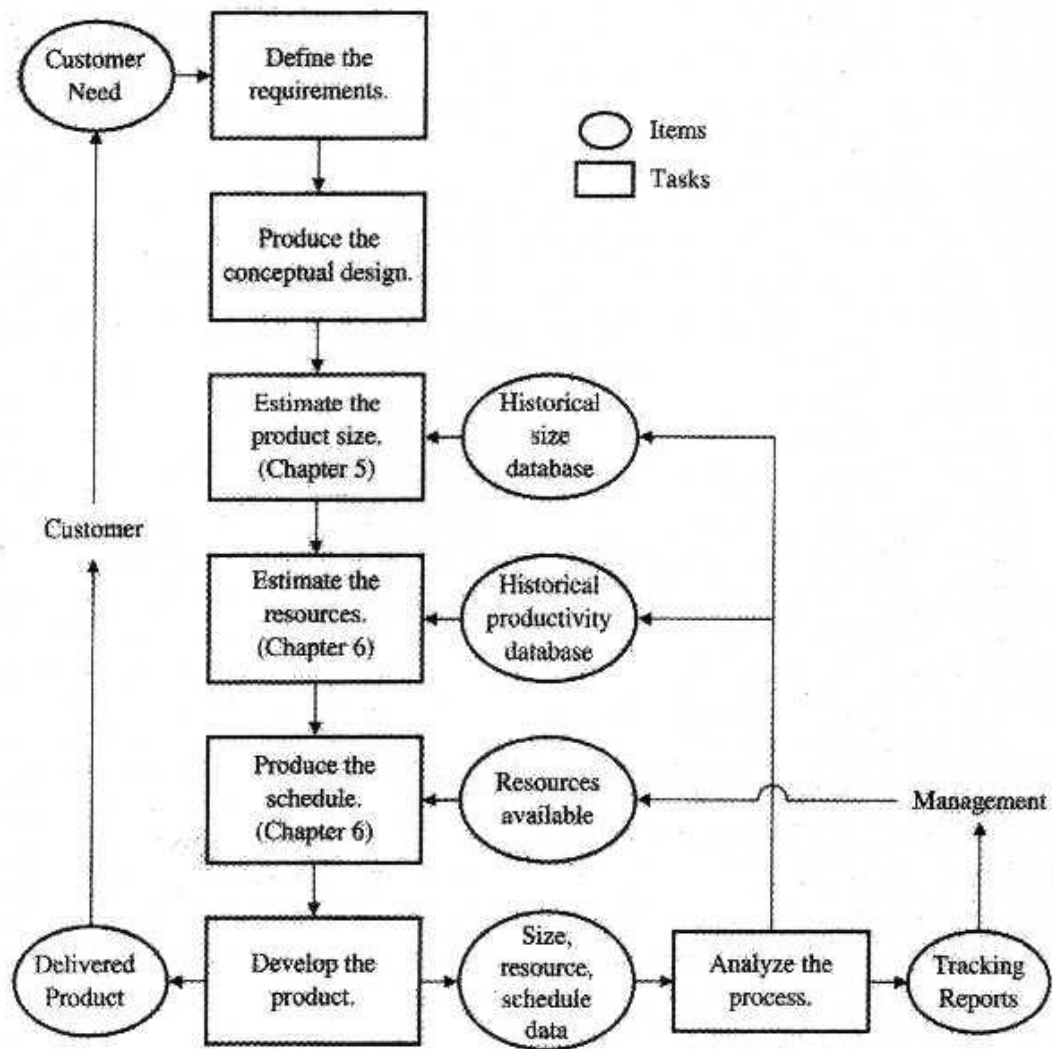 Customer
Need
Define the
requirements.
Items
Tasks
Produce the
conceptual design.
Estimate the
product size.
(Chapter 5)
Historical
size
database
Customer
Estimate the
resources.
(Chapter 6)
Historical
productivity
database
Produce the
schedule.
(Chapter 6)
Resources
available
Management
Delivered
Product
Develop the
product.
Size,
resource,
schedule
data
Analyze the
process.
Tracking
Reports